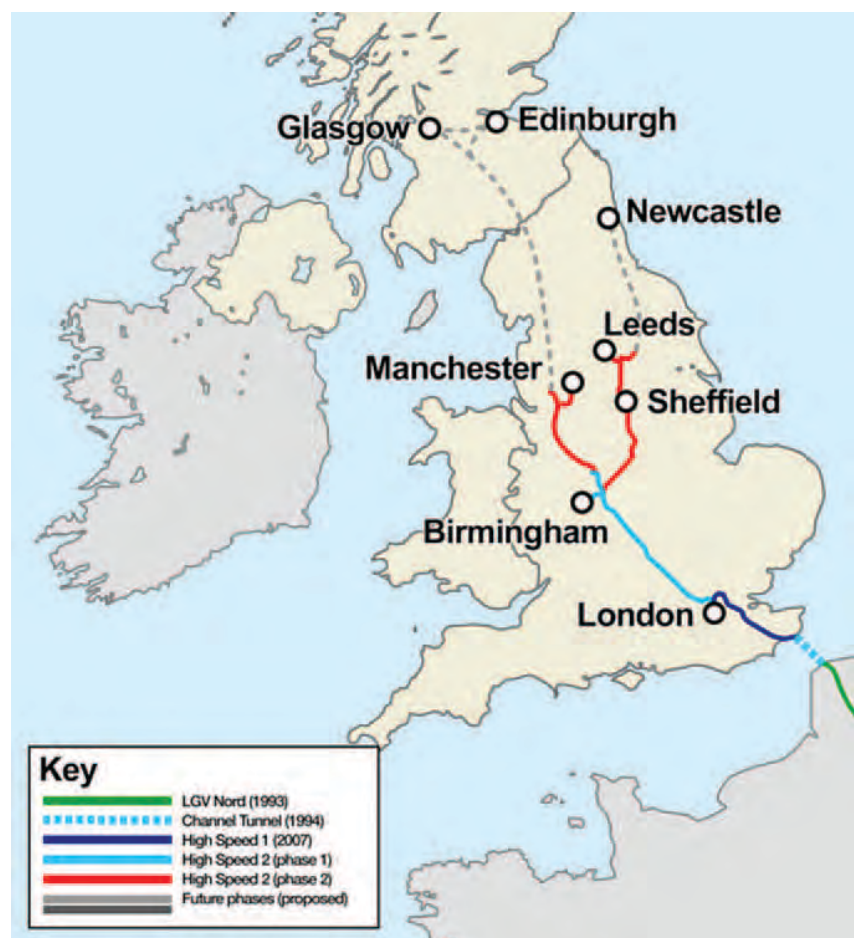 Glasgow
Edinburgh
Newcastle
Leeds
Manchester
Sheffield
Birmingham
London
Key
LGV Nord (1993)
Channel Tunnel (1994)
High Speed 1 (2007)
High Speed 2 (phase 1)
High Speed 2 (phase 2)
Future phases (proposed)